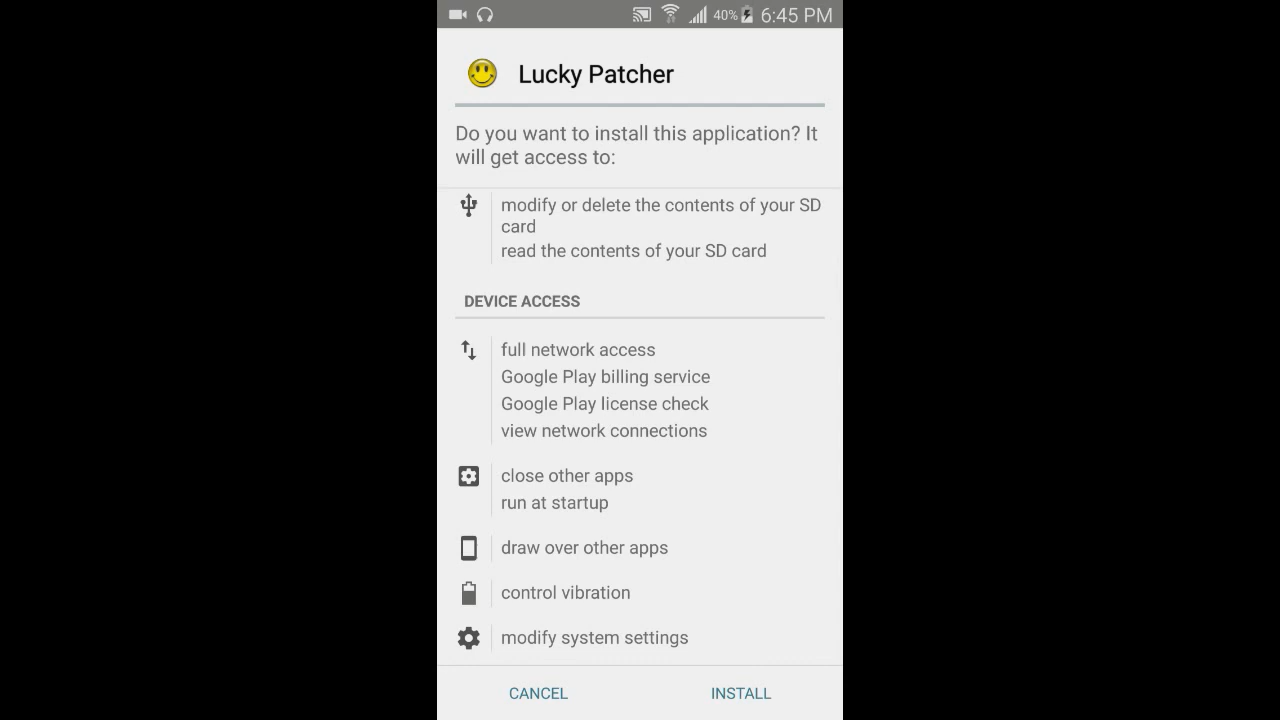 40% 6:45 PM
Lucky Patcher
Do you want to install this application? It
will get access to:
modify or delete the contents of your SD
card
read the contents of your SD card
DEVICE ACCESS
full network access
Google Play billing service
Google Play license check
view network connections
close other apps
run at startup
draw over other apps
control vibration
modify system settings
CANCEL
INSTALL